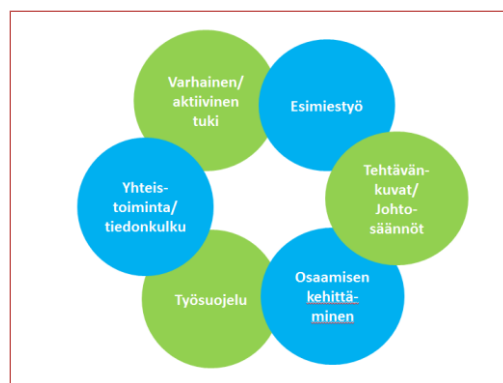 Varhainen/
aktiivinen
tuki
Esimiestyö
Tehtävän-
kuvat/
Johto-
säännöt
Osaamisen
kehittä-
minen
Työsuojelu
Yhteis-
toiminta/
tiedonkulku